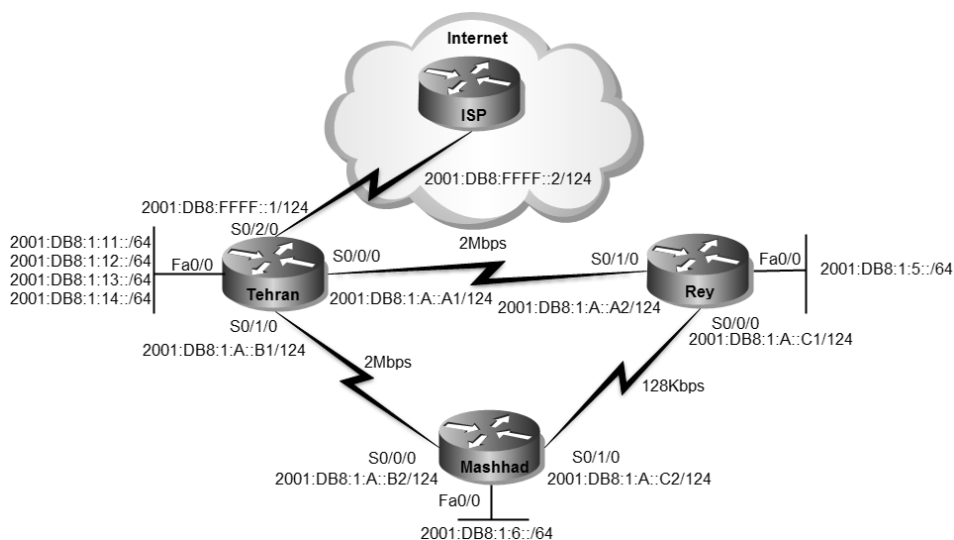 Internet
ISP
2001:DB8:FFFF::2/124
2001:DB8:FFFF::1/124
S0/2/0
2001:DB8:1:11::/64
2001:DB8:1:12::/64
2001:DB8:1:13::/64
2001:DB8:1:14::/64
Fa0/0
Tehran
S0/0/0
2001:DB8:1:A::A1/124
2Mbps
S0/1/0
2001:DB8:1:A::A2/124
Rey
Fa0/0
2001:DB8:1:5::/64
S0/1/0
2001:DB8:1:A::B1/124
2Mbps
S0/0/0
2001:DB8:1:A::C1/124
128Kbps
S0/0/0
2001:DB8:1:A::B2/124
Mashhad
S0/1/0
2001:DB8:1:A::C2/124
Fa0/0
2001:DB8:1:6::/64